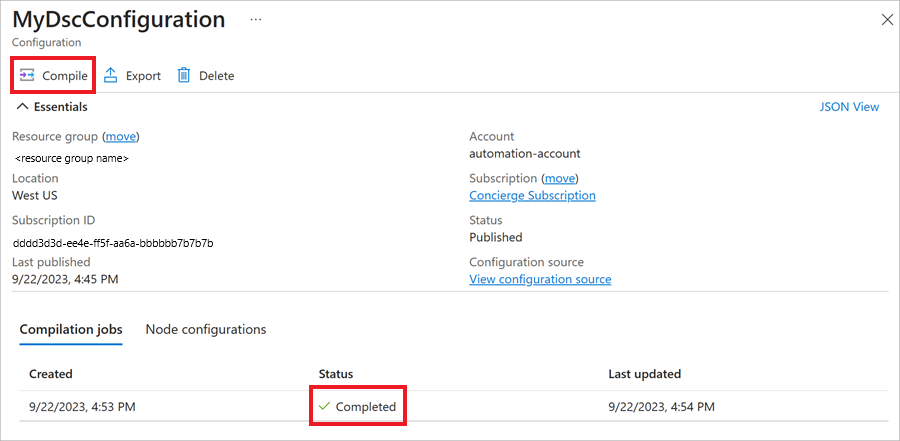 MyDscConfiguration ...
Configuration
Compile Export Delete
Essentials JSON View
Resource group (move) Account
<resource group name> automation-account
Location Subscription (move)
West US Concierge Subscription
Subscription ID Status
dddd3d3d-ee4e-ff5f-aa6a-bbbbbb7b7b7b Published
Last published Configuration source
9/22/2023, 4:45 PM View configuration source
Compilation jobs Node configurations
Created Status Last updated
9/22/2023, 4:53 PM Completed 9/22/2023, 4:54 PM